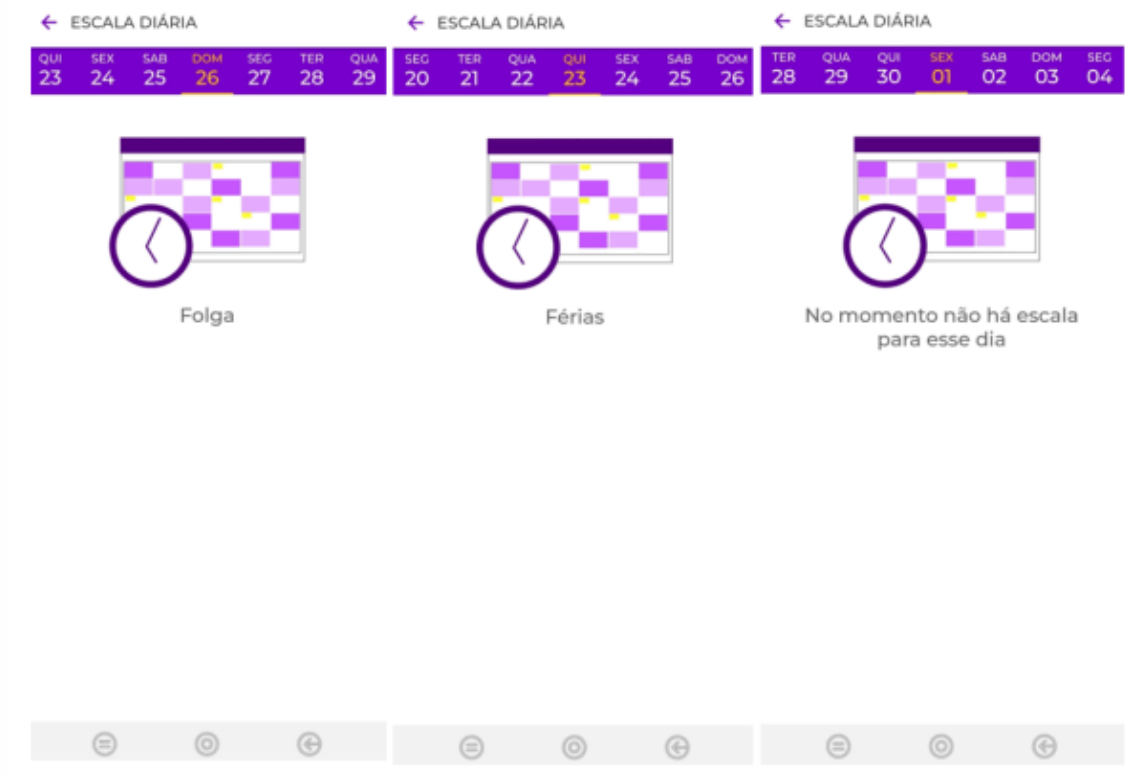 ESCALA DIÁRIA
QUI SEX SAB DOM SEG TER QUA
23 24 25 26 27 28 29
Folga
ESCALA DIÁRIA
SEG TER QUA QUI SEX SAB DOM
20 21 22 23 24 25 26
Férias
ESCALA DIÁRIA
TER QUA QUI SEX SAB DOM SEG
28 29 30 01 02 03 04
No momento não há escala
para esse dia